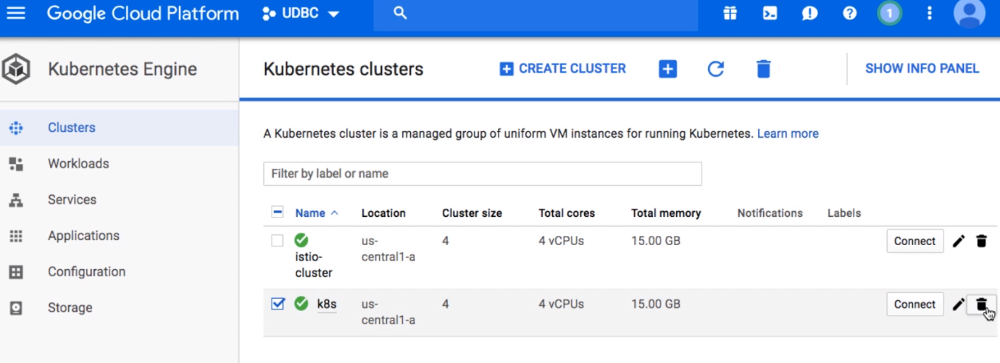 Google Cloud Platform UDBC 1
Kubernetes Engine
Kubernetes clusters CREATE CLUSTER SHOW INFO PANEL
Clusters
Workloads
Services
Applications
Configuration
Storage
A Kubernetes cluster is a managed group of uniform VM instances for running Kubernetes. Learn more
Filter by label or name
Name Location Cluster size Total cores Total memory Notifications Labels
istio-
cluster
us-
central1-a
4 4 vCPUs 15.00 GB Connect
k8s
us-
central1-a
4 4 vCPUs 15.00 GB Connect